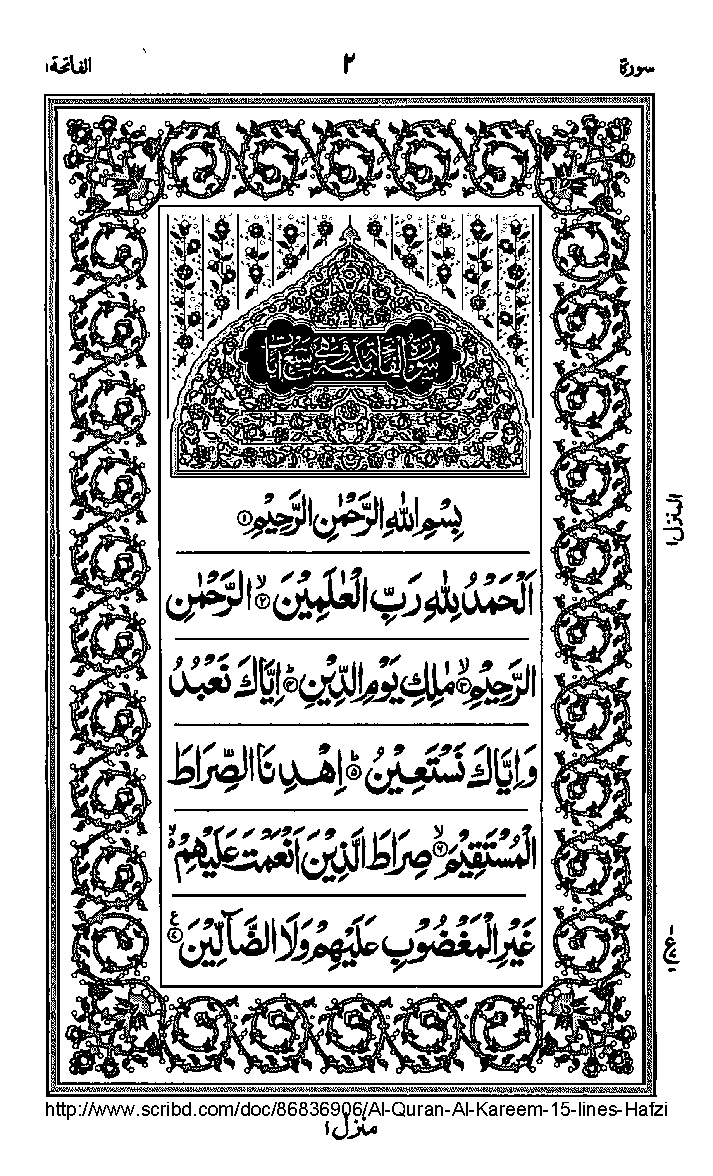 سورة ٢ الفاتحة ١
سورة الفاتحة مكية وهي سبع آيات
بِسْمِ اللهِ الرَّحْمٰنِ الرَّحِيْمِ ۝١
اَلْحَمْدُ لِلّٰهِ رَبِّ الْعٰلَمِيْنَ ۙ۝٢ الرَّحْمٰنِ
الرَّحِيْمِ ۙ۝٣ مٰلِكِ يَوْمِ الدِّيْنِ ؕ۝٤ اِيَّاكَ نَعْبُدُ
وَاِيَّاكَ نَسْتَعِيْنُ ؕ۝٥ اِهْدِنَا الصِّرَاطَ
الْمُسْتَقِيْمَ ۙ۝٦ صِرَاطَ الَّذِيْنَ اَنْعَمْتَ عَلَيْهِمْ ۙ
غَيْرِ الْمَغْضُوْبِ عَلَيْهِمْ وَلَا الضَّآلِّيْنَ ۝٧ ع
المنزل ١
ع
http://www.scribd.com/doc/86836906/Al-Quran-Al-Kareem-15-lines-Hafzi
منزل ١